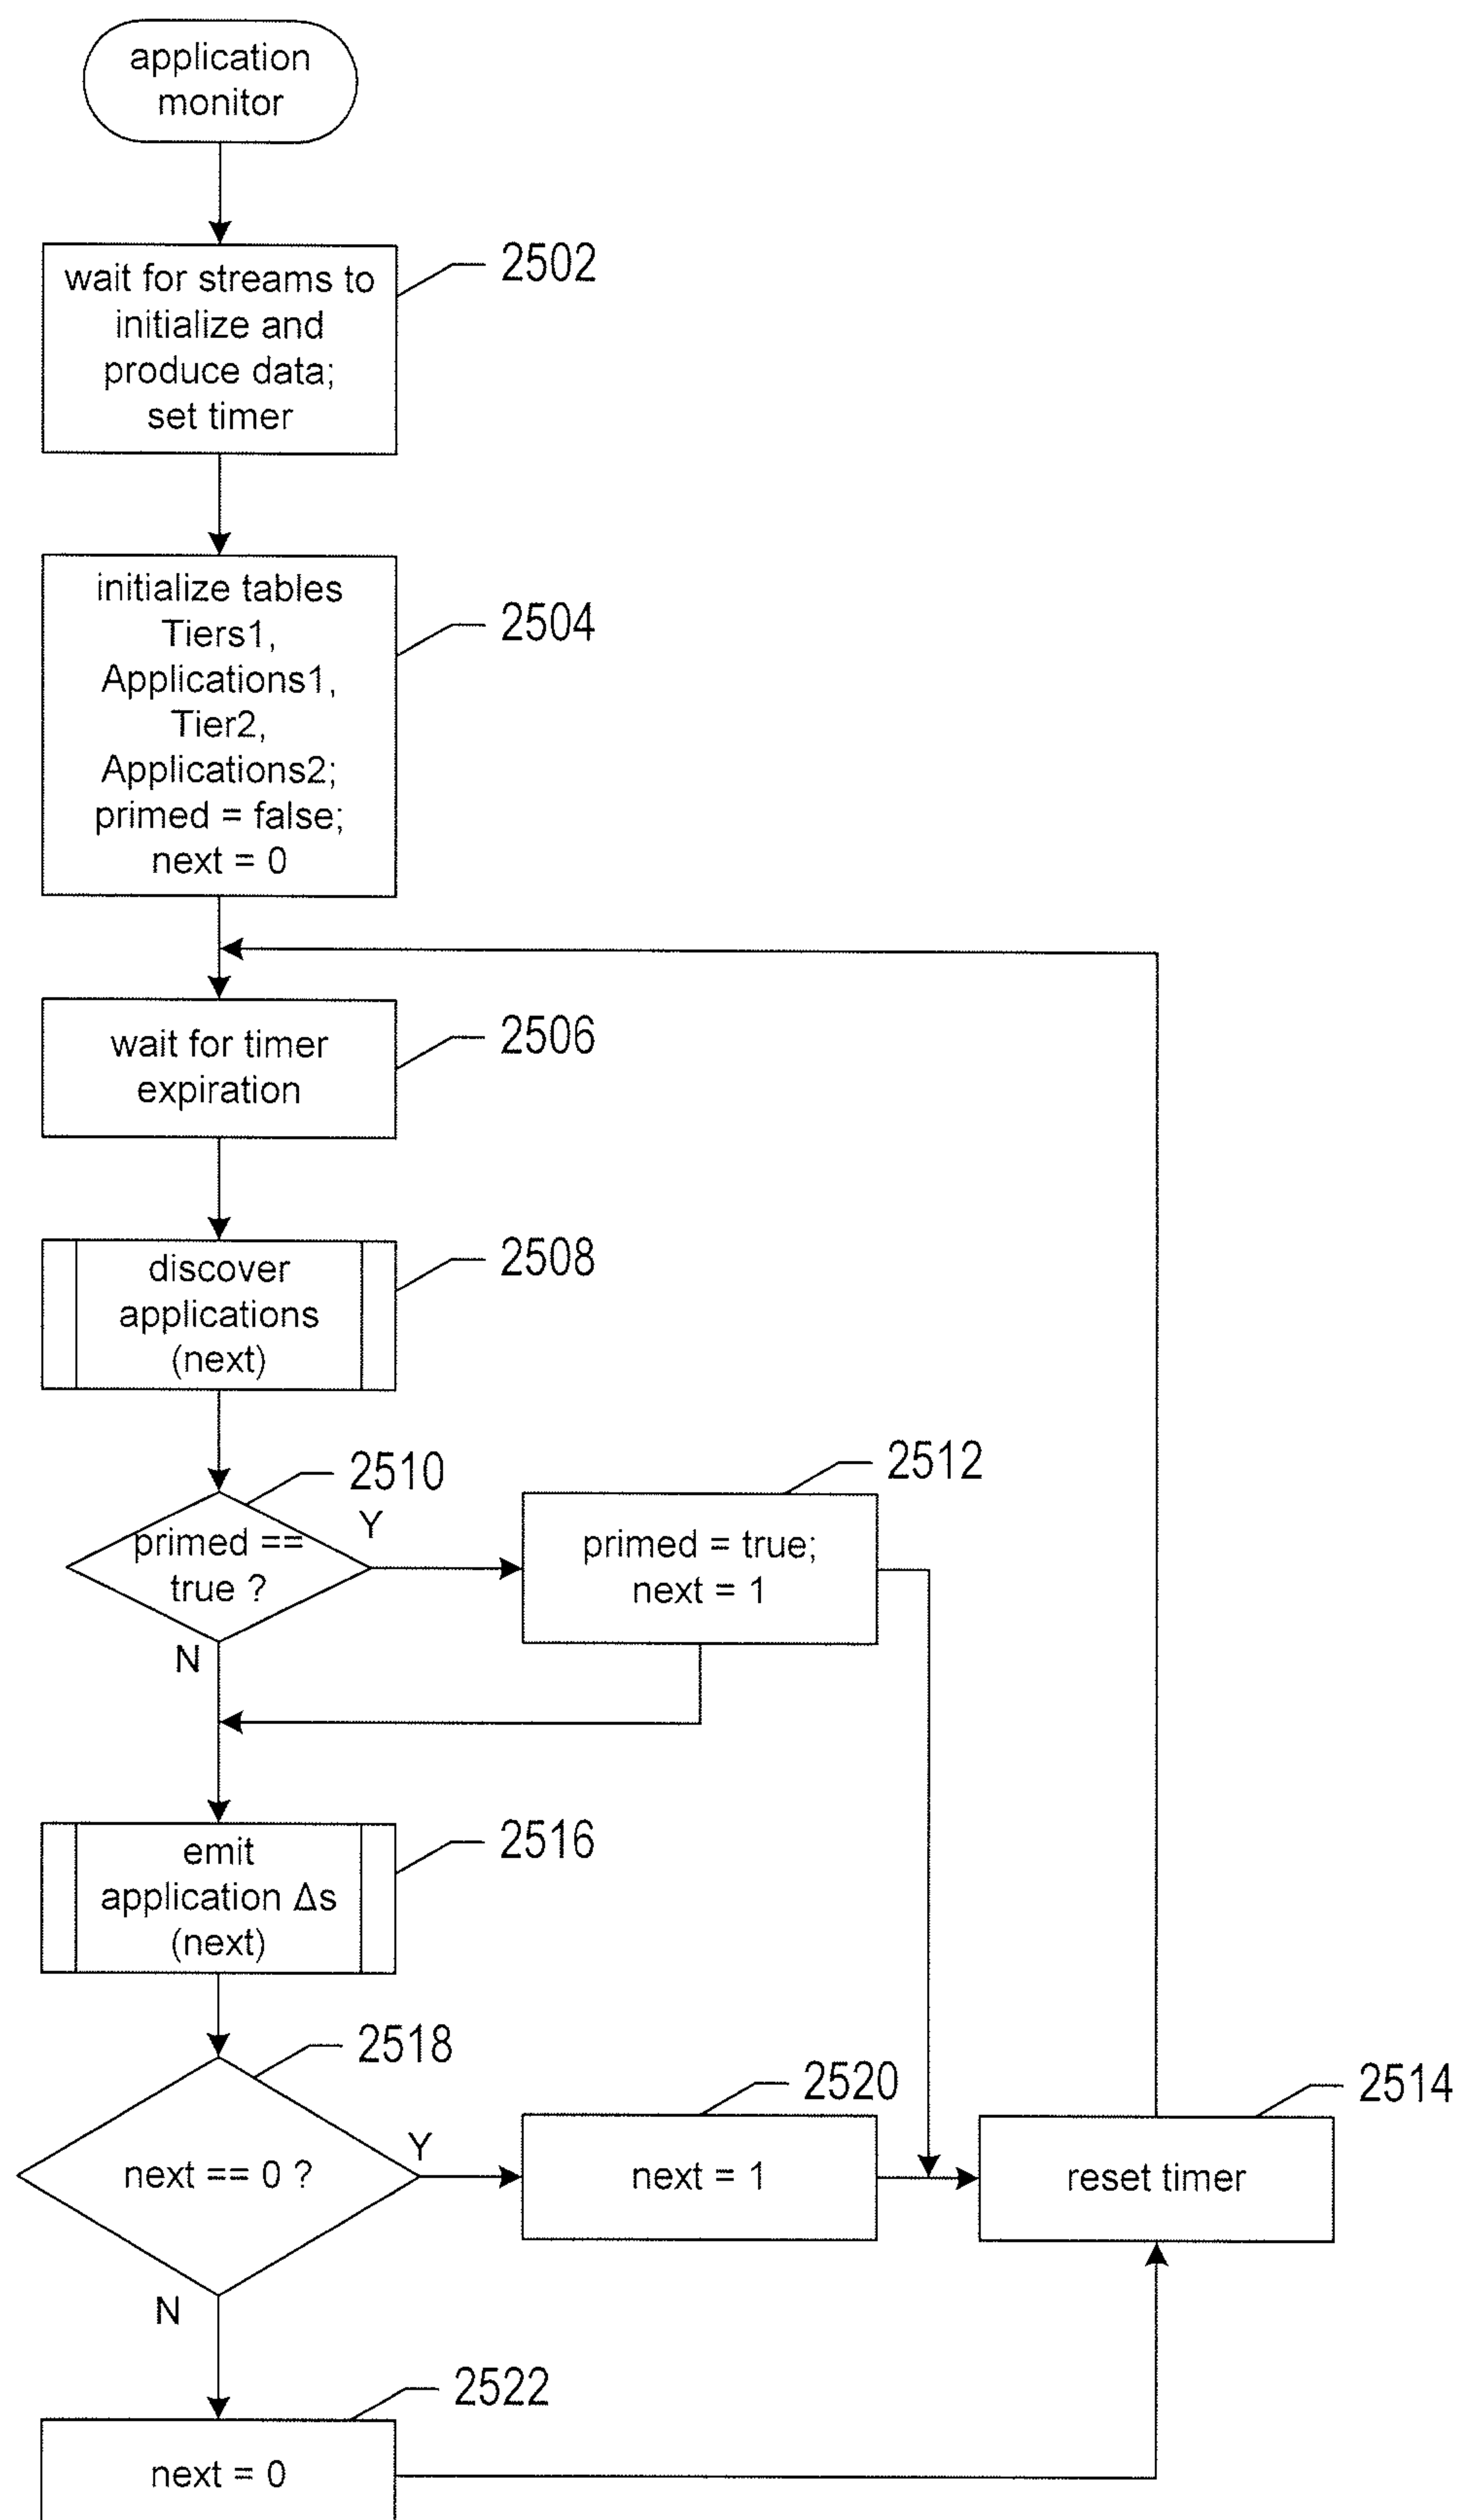 application
monitor
2502
wait for streams to
initialize and
produce data;
set timer
2504
initialize tables
Tiers1,
Applications1,
Tier2,
Applications2;
primed = false;
next = 0
2506
wait for timer
expiration
2508
discover
applications
(next)
2510
primed ==
true ?
Y
N
2512
primed = true;
next = 1
2516
emit
application Δs
(next)
2518
next == 0 ?
Y
N
2520
next = 1
2514
reset timer
2522
next = 0